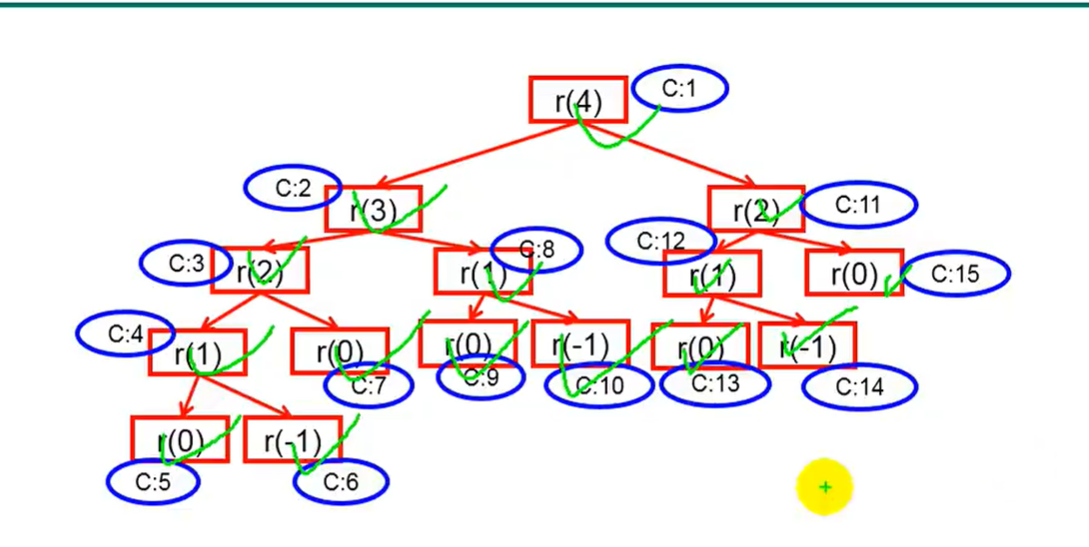 r(4) C:1
C:2 r(3) r(2) C:11
C:3 r(2) r(1) C:8 C:12 r(1) r(0) C:15
C:4 r(1) r(0) C:7 r(0) C:9 r(-1) C:10 r(0) C:13 r(-1) C:14
r(0) r(-1)
C:5 C:6